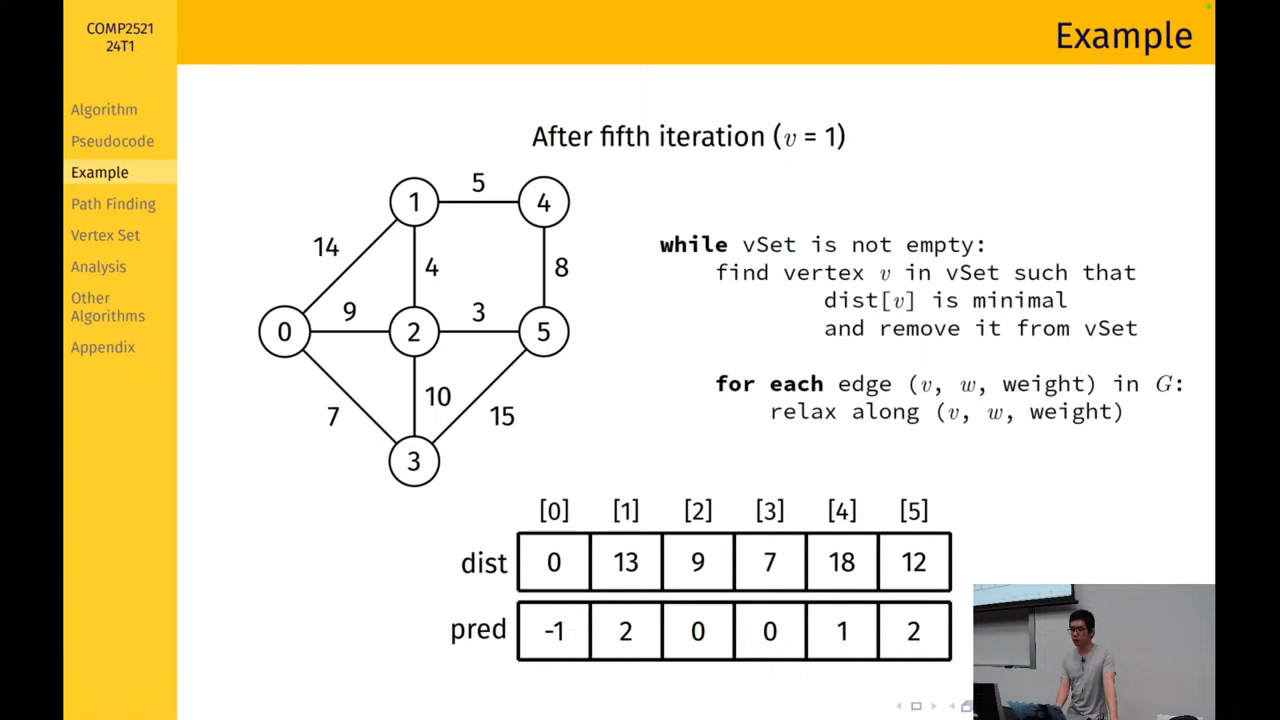 COMP2521
24T1
Example
Algorithm
Pseudocode
Example
Path Finding
Vertex Set
Analysis
Other
Algorithms
Appendix
After fifth iteration (v = 1)
1
5
4
14
4
8
0
9
2
3
5
7
10
15
3
while vSet is not empty:
find vertex v in vSet such that
dist[v] is minimal
and remove it from vSet
for each edge (v, w, weight) in G:
relax along (v, w, weight)
[0] [1] [2] [3] [4] [5]
dist 0 13 9 7 18 12
pred -1 2 0 0 1 2